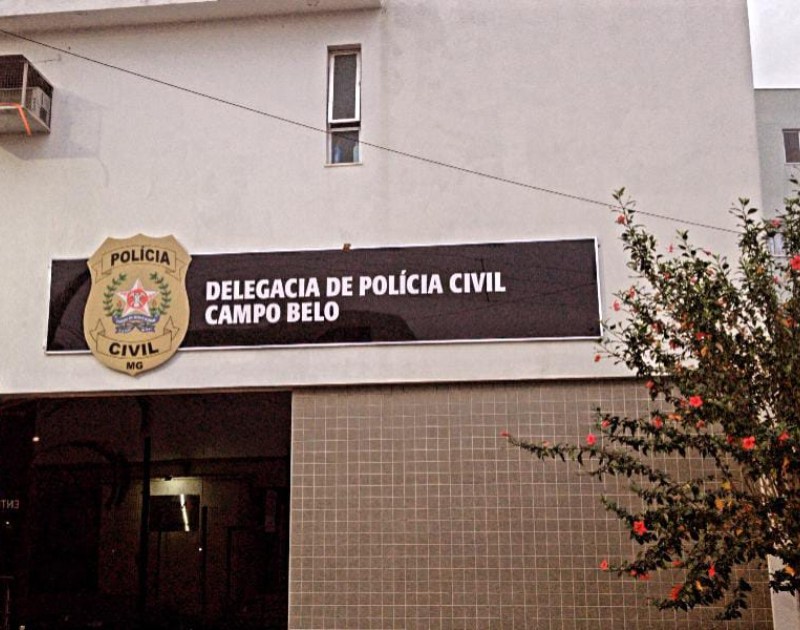 POLÍCIA
CIVIL
MG
DELEGACIA DE POLÍCIA CIVIL
CAMPO BELO